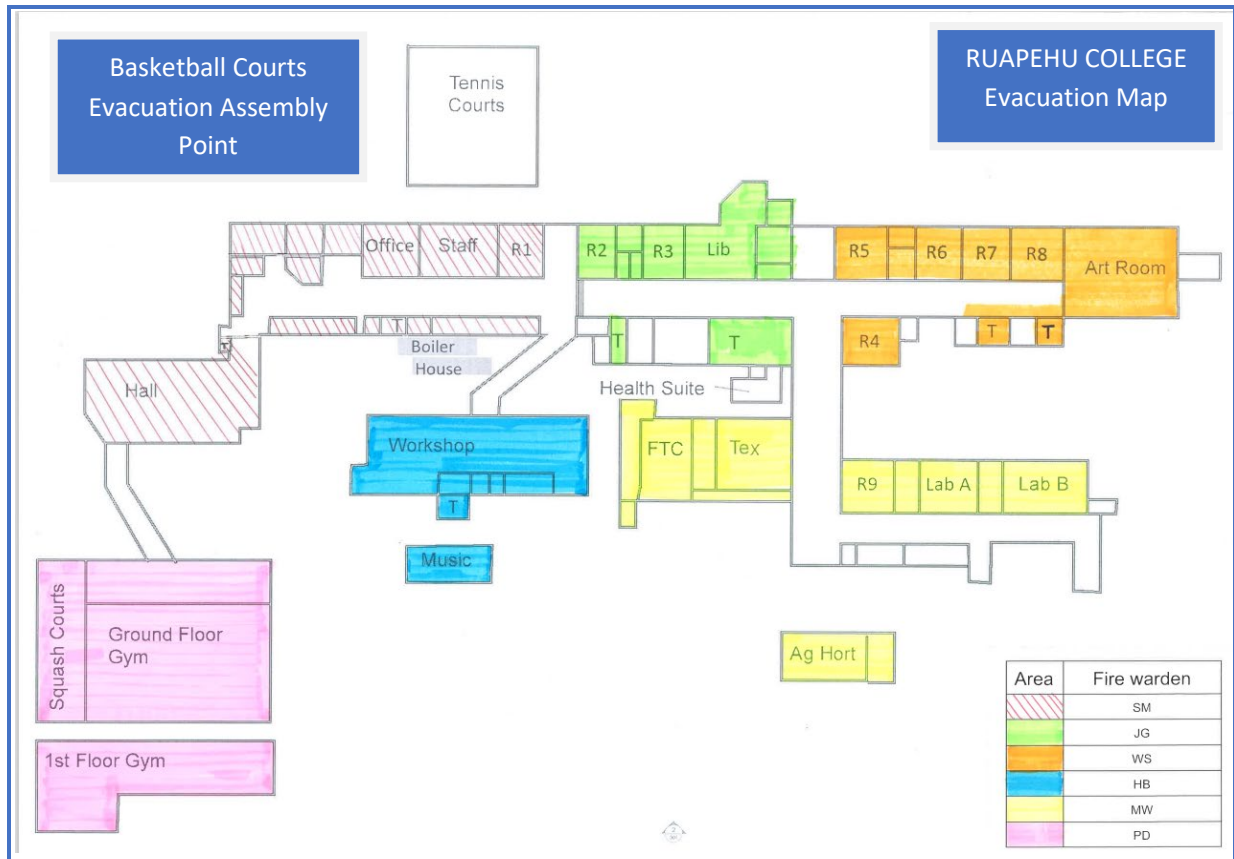 Basketball Courts
Evacuation Assembly
Point
RUAPEHU COLLEGE
Evacuation Map
Tennis
Courts
Office
Staff
R1
R2
R3
Lib
R5
R6
R7
R8
Art Room
T
Boiler
House
T
T
R4
T
T
Hall
Health Suite
Workshop
T
Music
FTC
Tex
R9
Lab A
Lab B
Squash Courts
Ground Floor
Gym
Ag Hort
1st Floor Gym
Area Fire warden
SM
JG
WS
HB
MW
PD